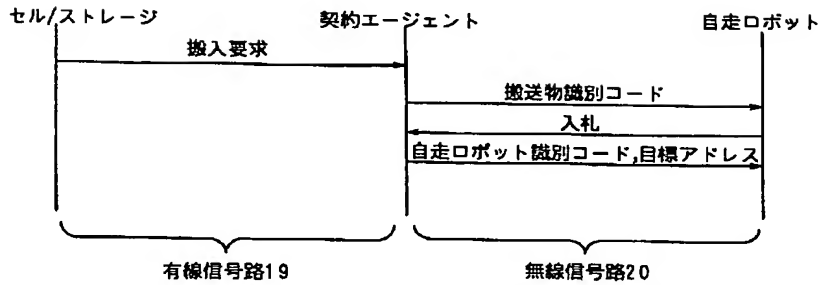 セル/ストレージ
契約エージェント
自走ロボット
搬入要求
搬送物識別コード
入札
自走ロボット識別コード,目標アドレス
有線信号路19
無線信号路20